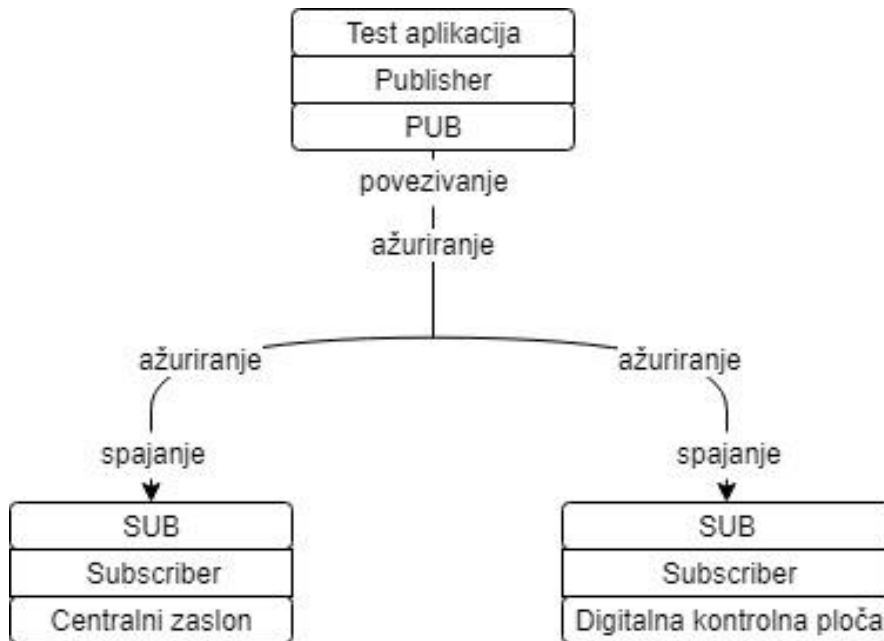 Test aplikacija
Publisher
PUB
povezivanje
ažuriranje
ažuriranje
ažuriranje
spajanje
spajanje
SUB
Subscriber
Centralni zaslon
SUB
Subscriber
Digitalna kontrolna ploča